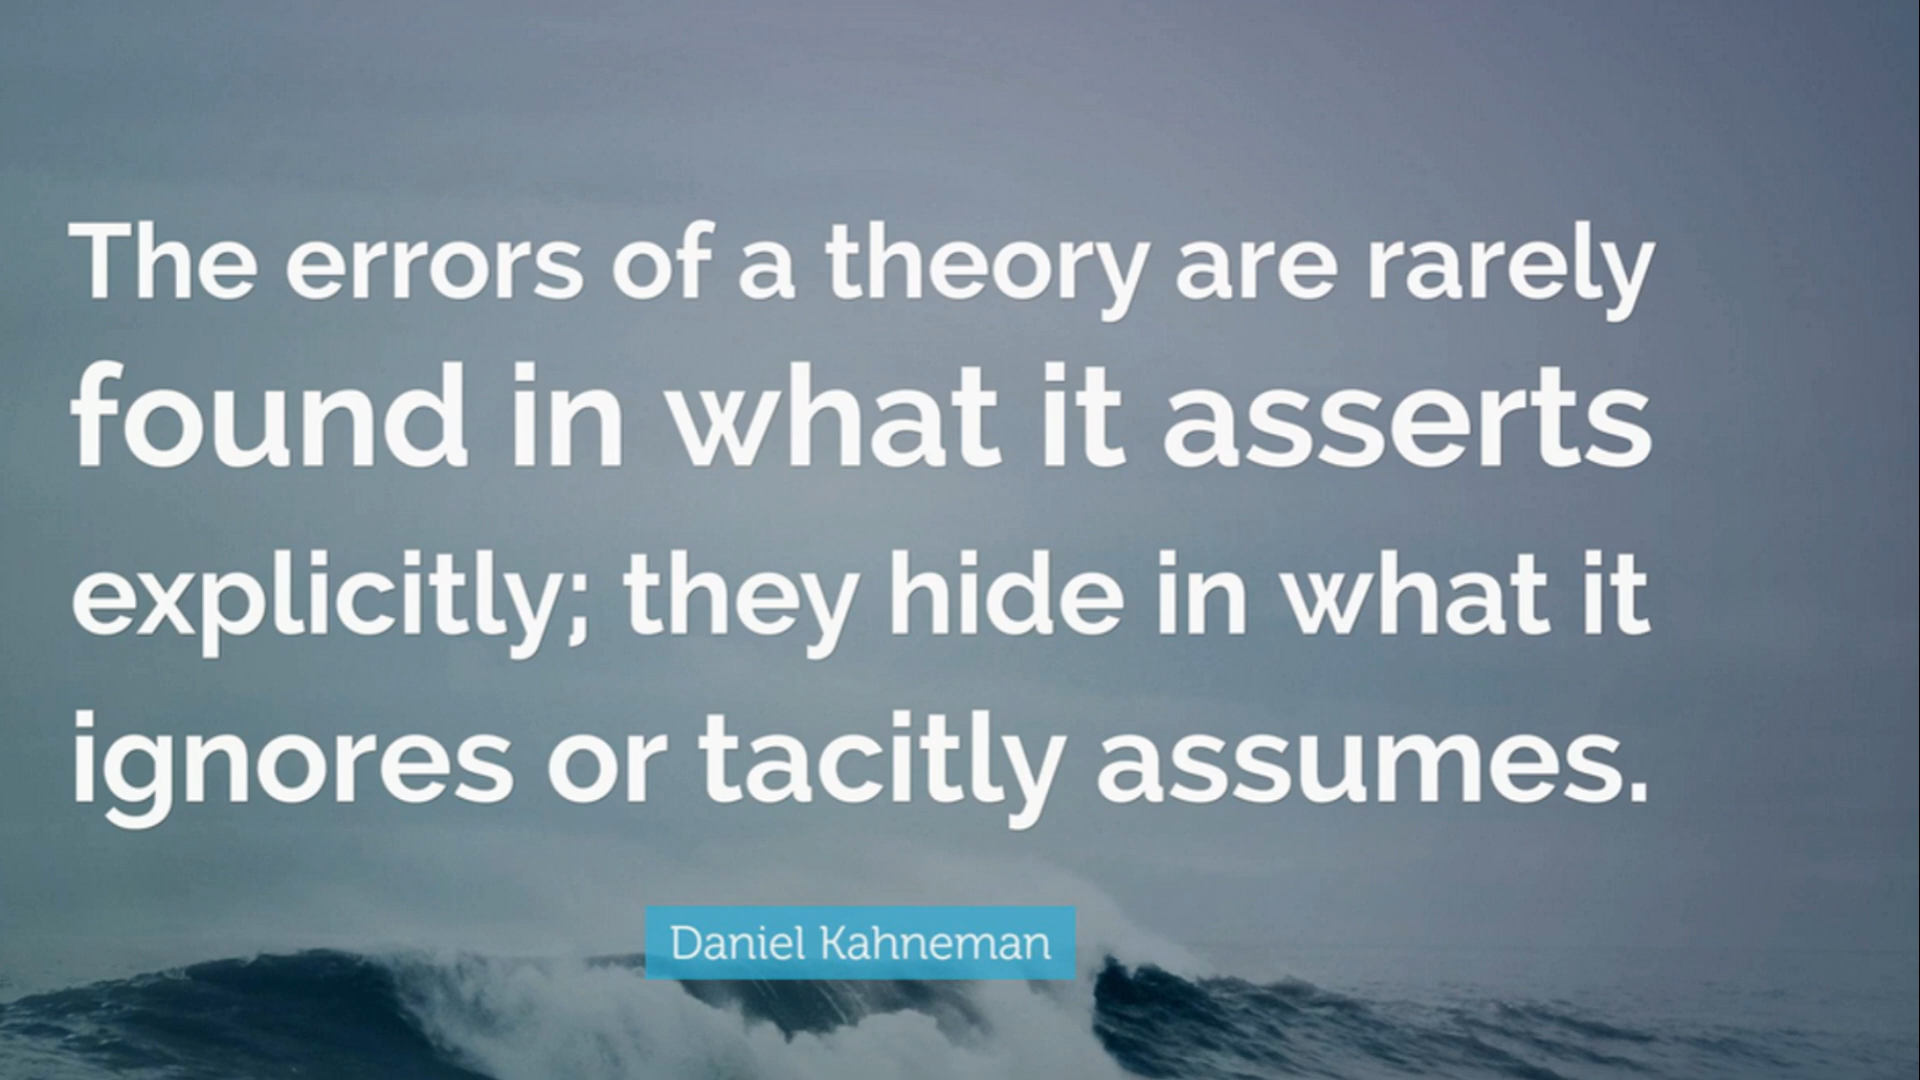 The errors of a theory are rarely
found in what it asserts
explicitly; they hide in what it
ignores or tacitly assumes.
Daniel Kahneman